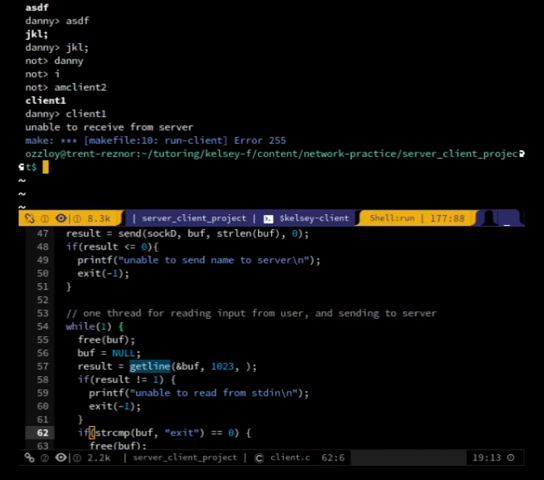 asdf
danny> asdf
jkl;
danny> jkl;
not> danny
not> i
not> amclient2
client1
danny> client1
unable to receive from server
make: *** [makefile:10: run-client] Error 255
ozzloy@trent-reznor:~/tutoring/kelsey-f/content/network-practice/server_client_projec
t$
~
~
~
8.3k | server_client_project | $kelsey-client Shell:run | 177:88
47 result = send(sockD, buf, strlen(buf), 0);
48 if(result <= 0){
49 printf("unable to send name to server\n");
50 exit(-1);
51 }
52
53 // one thread for reading input from user, and sending to server
54 while(1) {
55 free(buf);
56 buf = NULL;
57 result = getline(&buf, 1023, );
58 if(result != 1) {
59 printf("unable to read from stdin\n");
60 exit(-1);
61 }
62 if(strcmp(buf, "exit") == 0) {
63 free(buf);
2.2k | server_client_project | C client.c 62:6 19:13